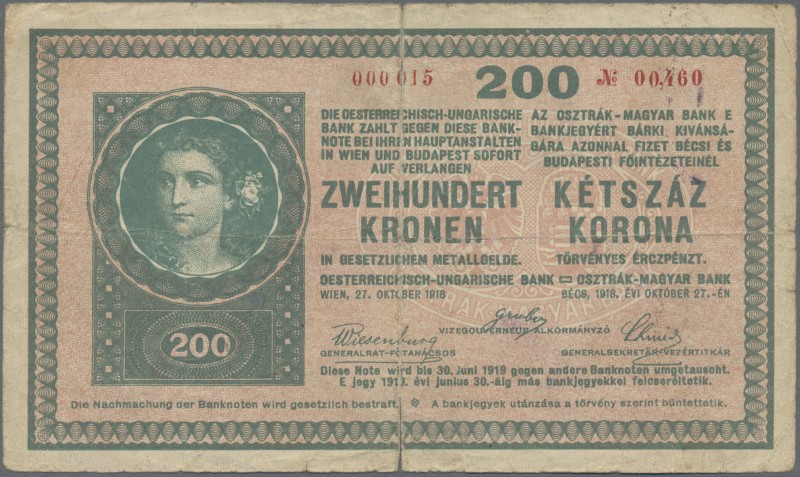 000015 200 № 00,460
DIE OESTERREICHISCH-UNGARISCHE
BANK ZAHLT GEGEN DIESE BANK-
NOTE BEI IHREN HAUPTANSTALTEN
IN WIEN UND BUDAPEST SOFORT
AUF VERLANGEN
ZWEIHUNDERT
KRONEN
IN GESETZLICHEM METALLGELDE.
AZ OSZTRÁK-MAGYAR BANK E
BANKJEGYÉRT BÁRKI, KIVÁNSÁ-
GÁRA AZONNAL FIZET BÉCSI ÉS
BUDAPESTI FŐINTÉZETEINÉL
KÉTSZÁZ
KORONA
TÖRVÉNYES ÉRCZPÉNZT.
OESTERREICHISCH-UNGARISCHE BANK OSZTRÁK-MAGYAR BANK
WIEN, 27. OKTOBER 1918 BÉCS, 1918. ÉVI OKTÓBER 27.-ÉN
Gruber
VIZEGOUVERNEUR ALKORMÁNYZÓ
Wiesenburg
GENERALRAT-FŐTANÁCSOS
Schmid
GENERALSEKRETÄR-VEZÉRTITKÁR
200
Diese Note wird bis 30. Juni 1919 gegen andere Banknoten umgetauscht.
E jegy 1919. évi junius 30.-áig más bankjegyekkel felcseréltetik.
Die Nachmachung der Banknoten wird gesetzlich bestraft. A bankjegyek utánzása a törvény szerint büntettetik.